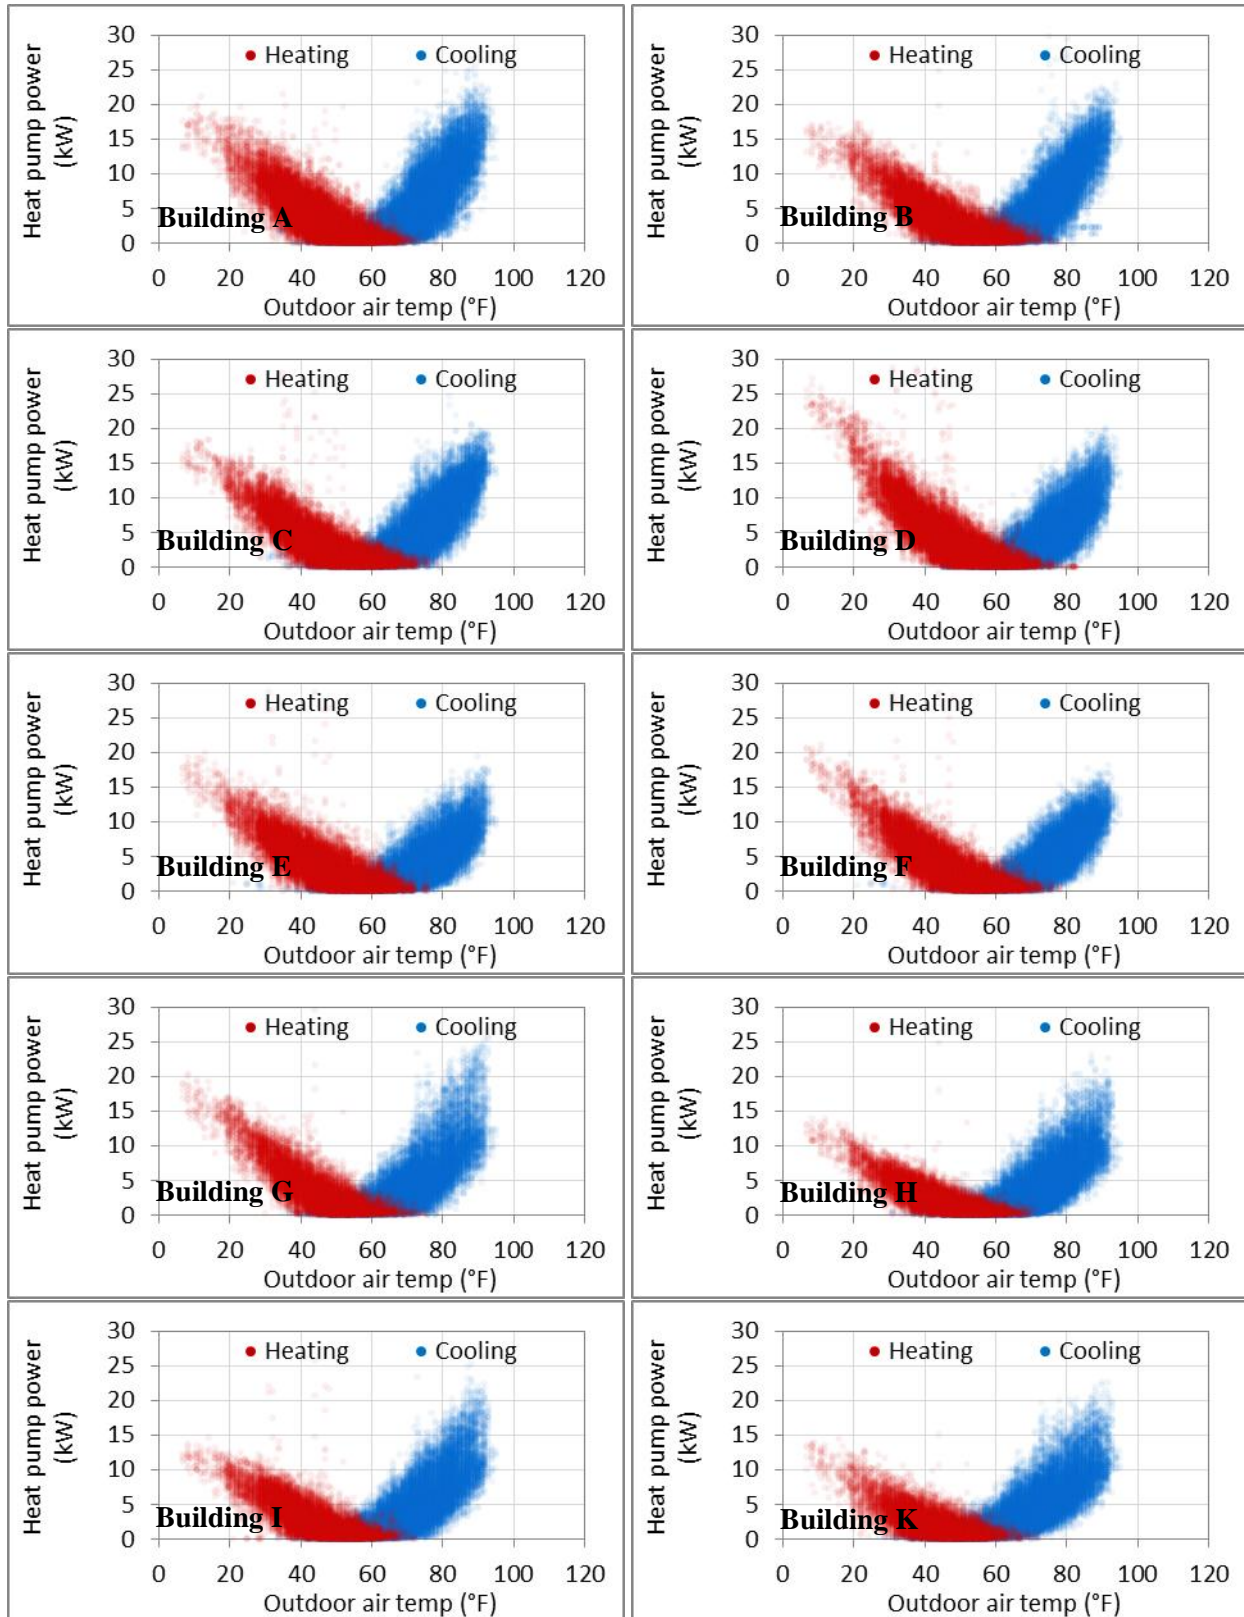 Heat pump power
(kW)
30
25
20
15
10
5
0
Heating
Cooling
Building A
0
20
40
60
80
100
120
Outdoor air temp (°F)
Heat pump power
(kW)
30
25
20
15
10
5
0
Heating
Cooling
Building B
0
20
40
60
80
100
120
Outdoor air temp (°F)
Heat pump power
(kW)
30
25
20
15
10
5
0
Heating
Cooling
Building C
0
20
40
60
80
100
120
Outdoor air temp (°F)
Heat pump power
(kW)
30
25
20
15
10
5
0
Heating
Cooling
Building D
0
20
40
60
80
100
120
Outdoor air temp (°F)
Heat pump power
(kW)
30
25
20
15
10
5
0
Heating
Cooling
Building E
0
20
40
60
80
100
120
Outdoor air temp (°F)
Heat pump power
(kW)
30
25
20
15
10
5
0
Heating
Cooling
Building F
0
20
40
60
80
100
120
Outdoor air temp (°F)
Heat pump power
(kW)
30
25
20
15
10
5
0
Heating
Cooling
Building G
0
20
40
60
80
100
120
Outdoor air temp (°F)
Heat pump power
(kW)
30
25
20
15
10
5
0
Heating
Cooling
Building H
0
20
40
60
80
100
120
Outdoor air temp (°F)
Heat pump power
(kW)
30
25
20
15
10
5
0
Heating
Cooling
Building I
0
20
40
60
80
100
120
Outdoor air temp (°F)
Heat pump power
(kW)
30
25
20
15
10
5
0
Heating
Cooling
Building K
0
20
40
60
80
100
120
Outdoor air temp (°F)